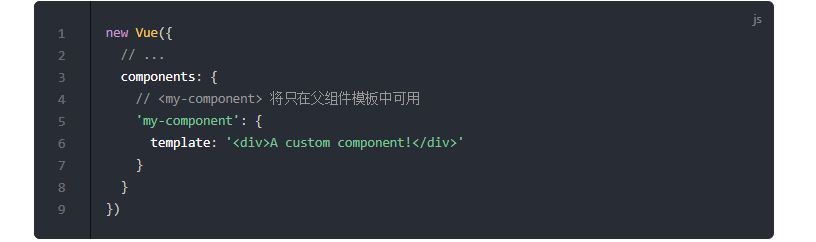 js
1 new Vue({
2   // ...
3   components: {
4     // <my-component> 将只在父组件模板中可用
5     'my-component': {
6       template: '<div>A custom component!</div>'
7     }
8   }
9 })